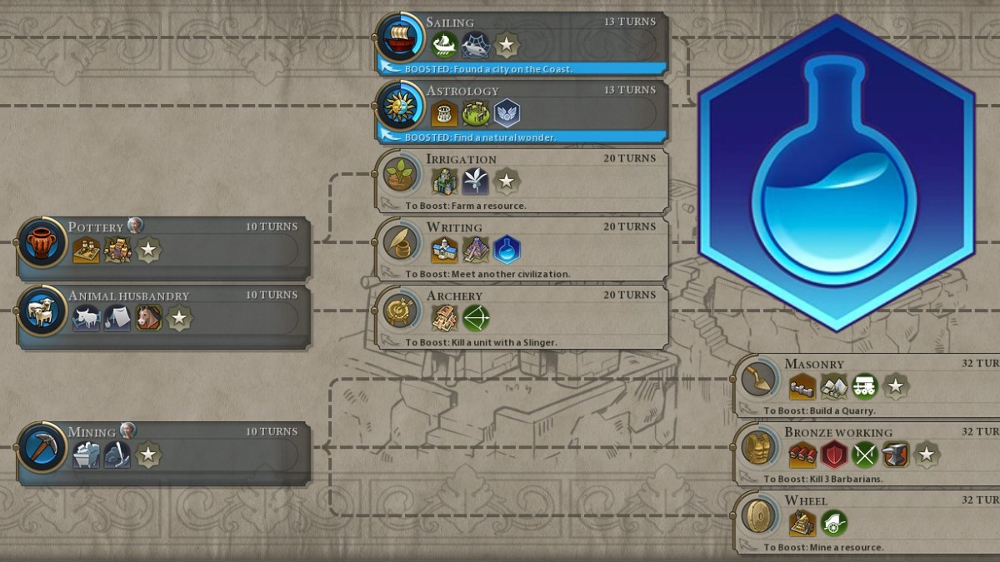 SAILING 13 TURNS
BOOSTED: Found a city on the Coast.
ASTROLOGY 13 TURNS
BOOSTED: Find a natural wonder.
IRRIGATION 20 TURNS
To Boost: Farm a resource.
POTTERY 10 TURNS
WRITING 20 TURNS
To Boost: Meet another civilization.
ANIMAL HUSBANDRY 10 TURNS
ARCHERY 20 TURNS
To Boost: Kill a unit with a Slinger.
MASONRY 32 TUR
To Boost: Build a Quarry.
MINING 10 TURNS
BRONZE WORKING 32 TUR
To Boost: Kill 3 Barbarians.
WHEEL 32 TUR
To Boost: Mine a resource.